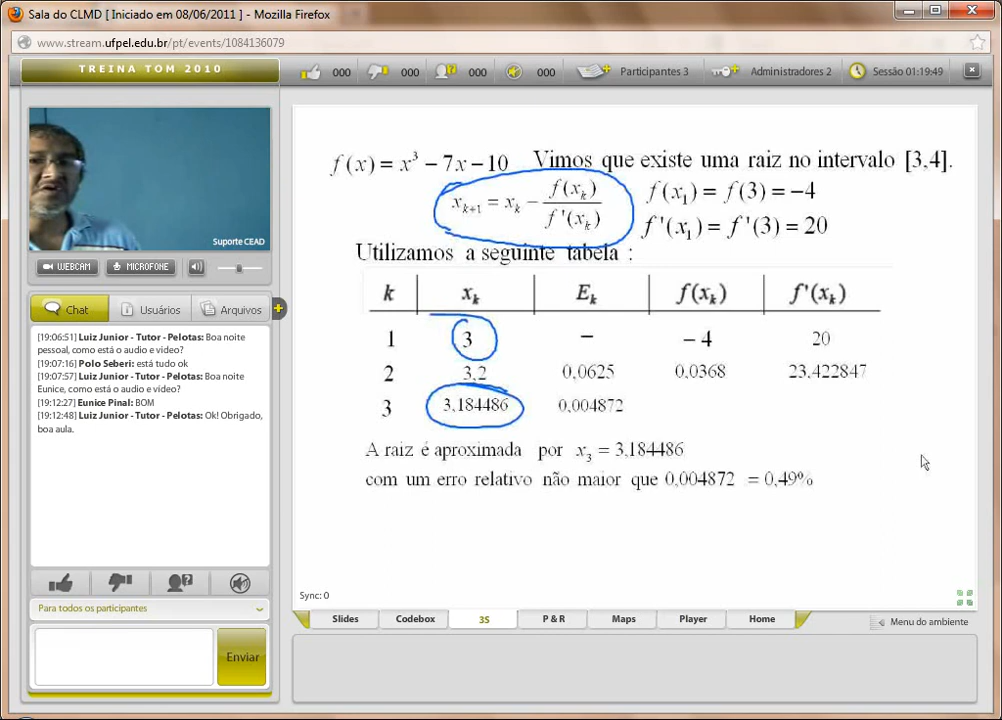 Sala do CLMD [ Iniciado em 08/06/2011 ] - Mozilla Firefox
www.stream.ufpel.edu.br/pt/events/1084136079
TREINA TOM 2010
000
000
000
000
Participantes 3
Administradores 2
Sessão 01:19:49
Suporte CEAD
WEBCAM
MICROFONE
Chat
Usuários
Arquivos
[19:06:51] Luiz Junior - Tutor - Pelotas: Boa noite
pessoal, como está o audio e video?
[19:07:16] Polo Seberi: está tudo ok
[19:07:57] Luiz Junior - Tutor - Pelotas: Boa noite
Eunice, como está o audio e vídeo?
[19:12:27] Eunice Pinal: BOM
[19:12:48] Luiz Junior - Tutor - Pelotas: Ok! Obrigado,
boa aula.
Para todos os participantes
Enviar
f(x) = x³ − 7x − 10 Vimos que existe uma raiz no intervalo [3,4].
x_{k+1} = x_k − f(x_k) / f'(x_k)
f(x₁) = f(3) = −4
f'(x₁) = f'(3) = 20
Utilizamos a seguinte tabela :
k x_k E_k f(x_k) f'(x_k)
1 3 − − 4 20
2 3,2 0,0625 0,0368 23,422847
3 3,184486 0,004872
A raiz é aproximada por x₃ = 3,184486
com um erro relativo não maior que 0,004872 = 0,49%
Sync: 0
Slides
Codebox
3S
P & R
Maps
Player
Home
Menu do ambiente